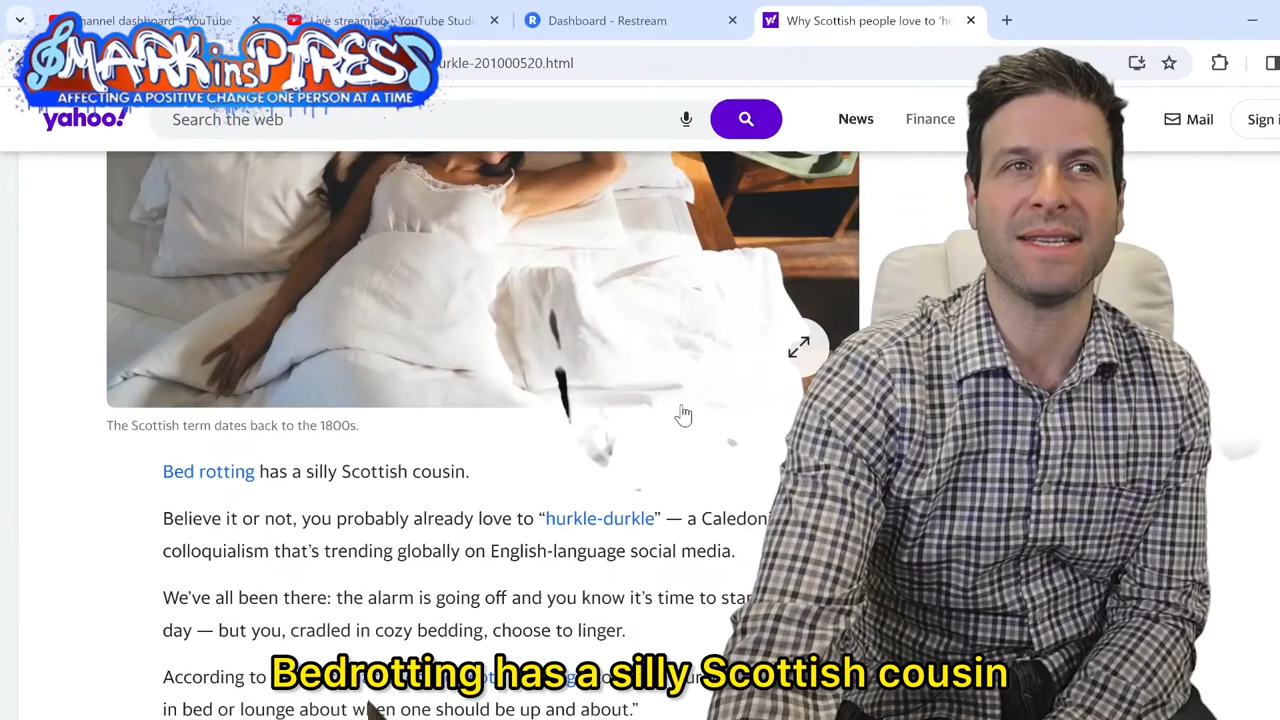 hannel dashboard - YouTube
Live streaming - YouTube Studi
Dashboard - Restream
Why Scottish people love to 'hu
urkle-201000520.html
MARKinsPIRES
AFFECTING A POSITIVE CHANGE ONE PERSON AT A TIME
yahoo!
Search the web
News
Finance
Mail
Sign i
The Scottish term dates back to the 1800s.
Bed rotting has a silly Scottish cousin.
Believe it or not, you probably already love to “hurkle-durkle” — a Caledoni
colloquialism that's trending globally on English-language social media.
We've all been there: the alarm is going off and you know it's time to star
day — but you, cradled in cozy bedding, choose to linger.
According to
in bed or lounge about when one should be up and about.”
Bedrotting has a silly Scottish cousin